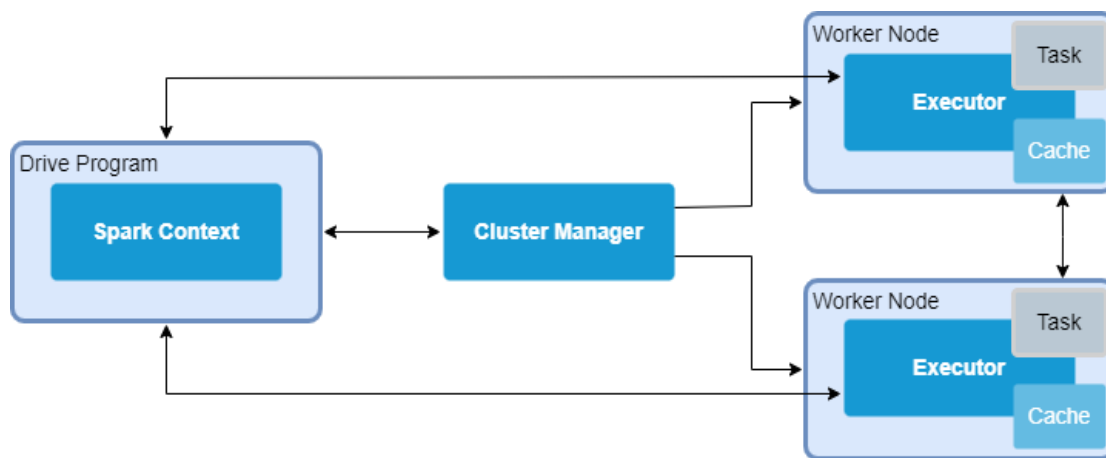 Worker Node
Task
Executor
Cache
Drive Program
Spark Context
Cluster Manager
Worker Node
Task
Executor
Cache